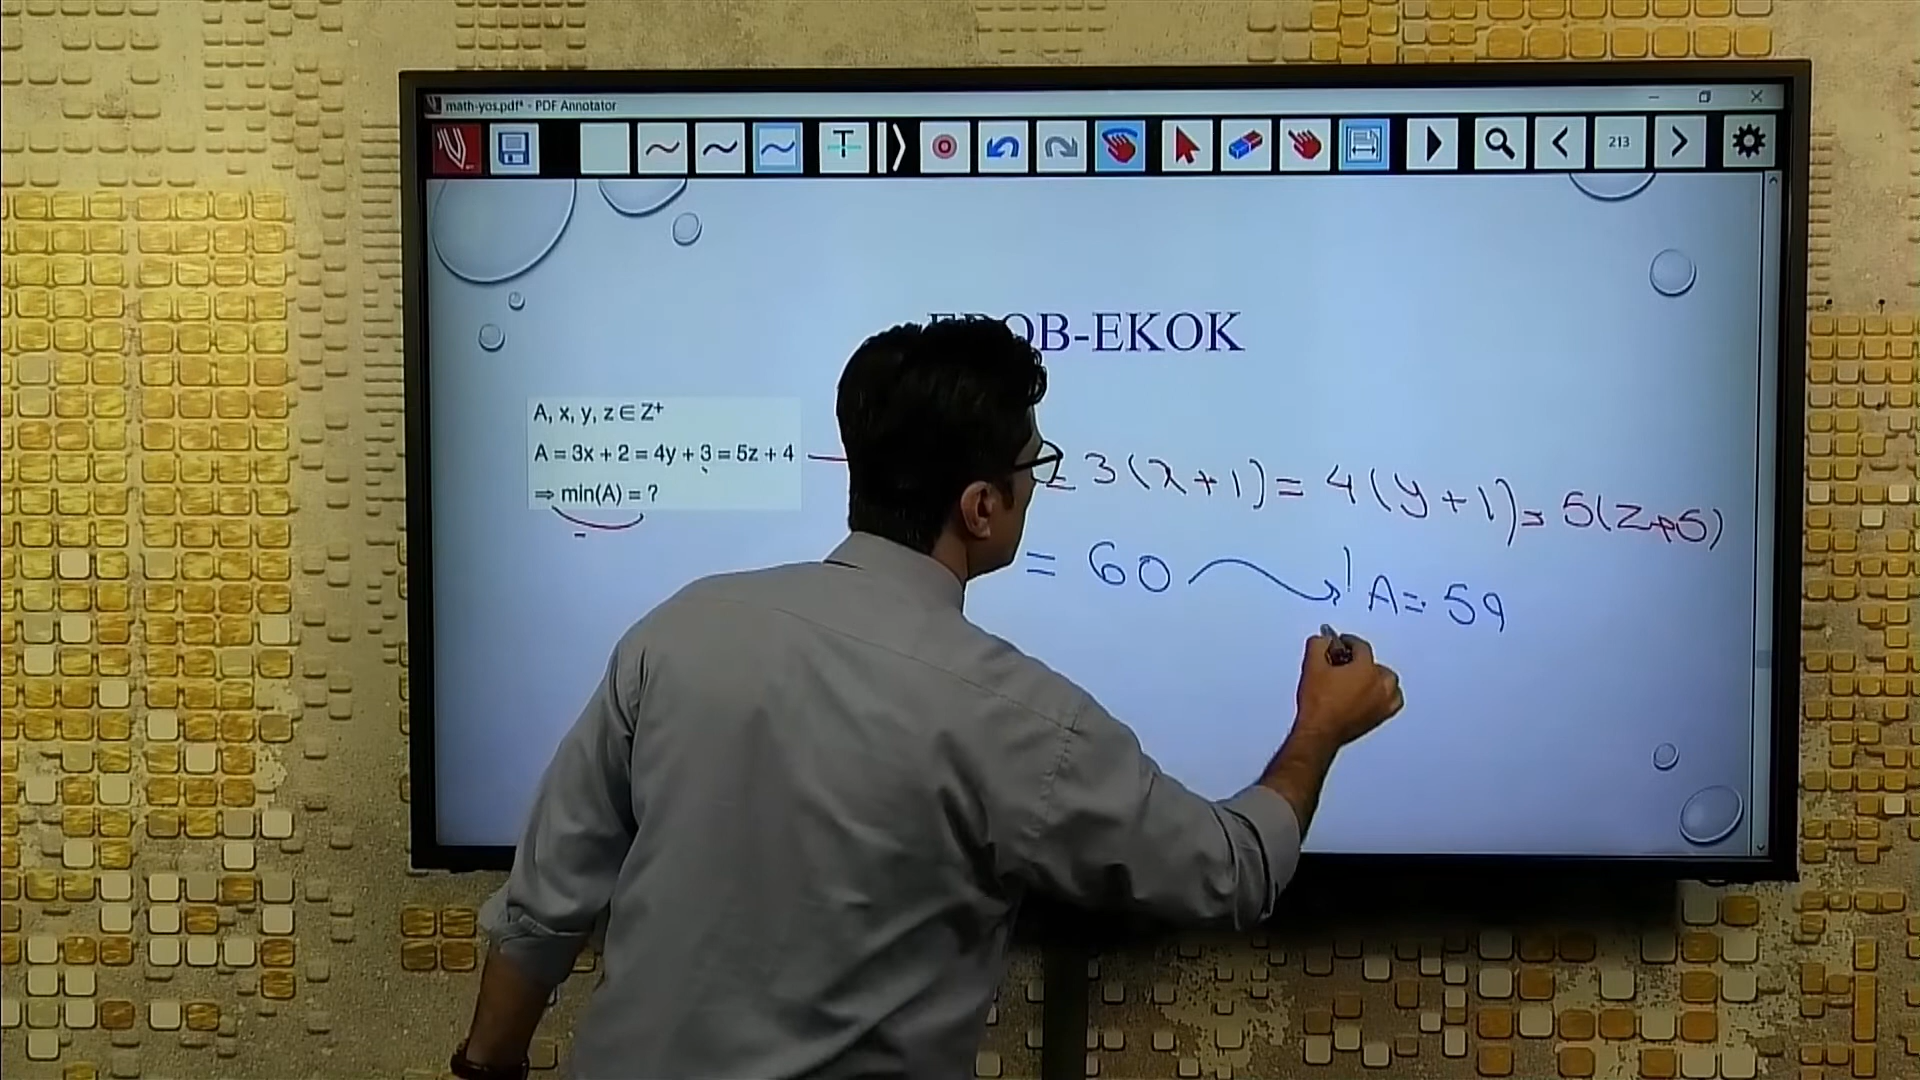 math-yos.pdf* - PDF Annotator
213
OB-EKOK
A, x, y, z ∈ Z⁺
A = 3x + 2 = 4y + 3 = 5z + 4
⇒ min(A) = ?
= 3(x+1) = 4(y+1) = 5(z+5)
= 60
A = 59